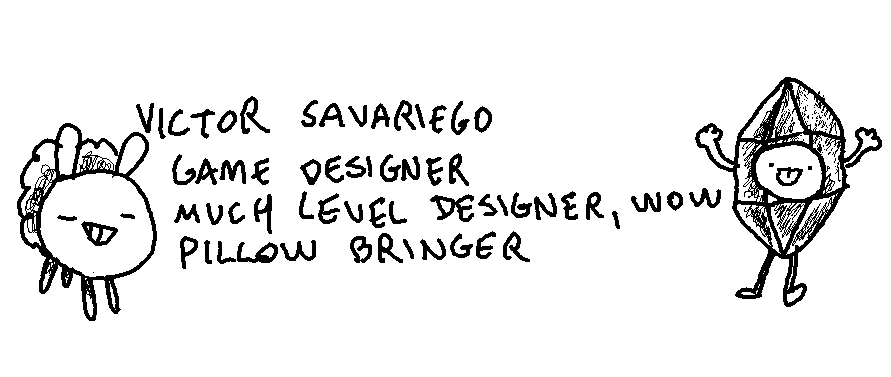 VICTOR SAVARIEGO
GAME DESIGNER
MUCH LEVEL DESIGNER, WOW
PILLOW BRINGER